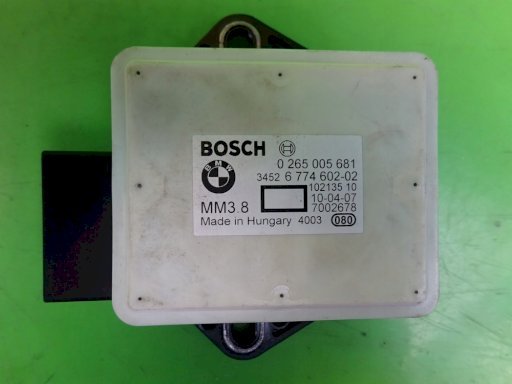 BOSCH
0 265 005 681
BMW
3452 6 774 602-02
102135 10
10-04-07
MM3.8 7002678
Made in Hungary 4003 080